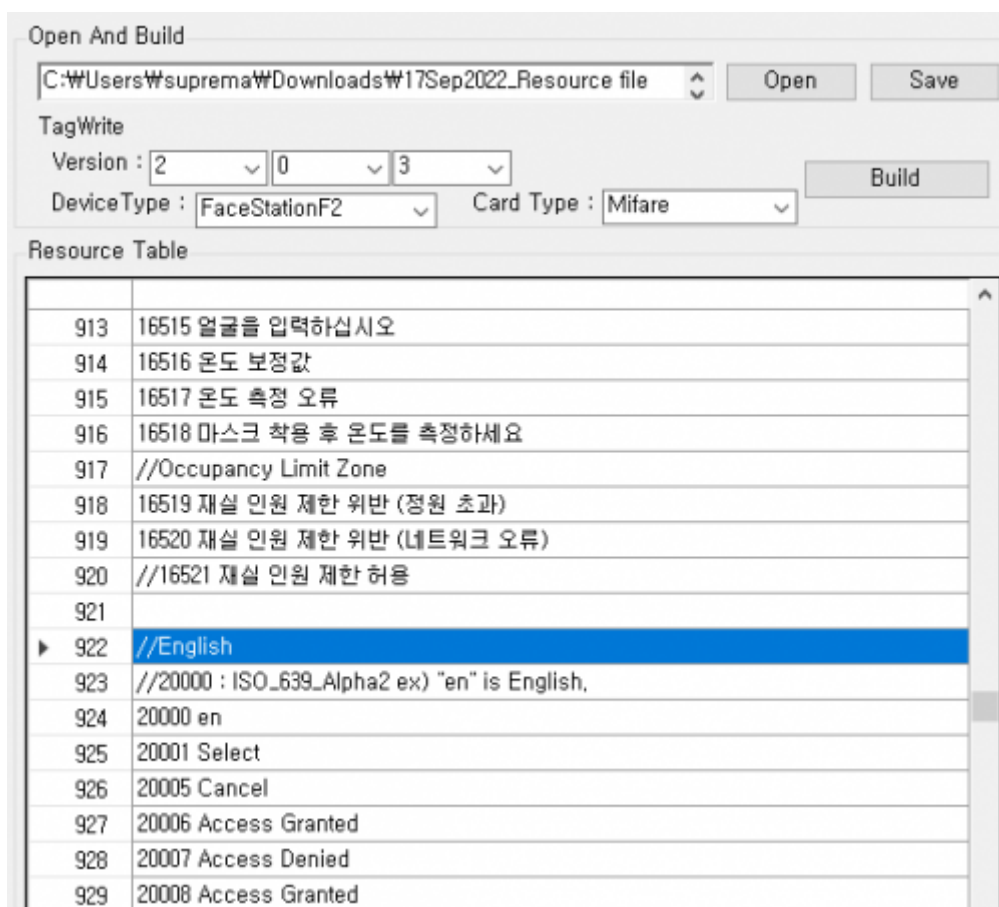 Open And Build
C:₩Users₩suprema₩Downloads₩17Sep2022_Resource file Open Save
TagWrite
Version : 2 0 3
Build
DeviceType : FaceStationF2 Card Type : Mifare
Resource Table
913 16515 얼굴을 입력하십시오
914 16516 온도 보정값
915 16517 온도 측정 오류
916 16518 마스크 착용 후 온도를 측정하세요
917 //Occupancy Limit Zone
918 16519 재실 인원 제한 위반 (정원 초과)
919 16520 재실 인원 제한 위반 (네트워크 오류)
920 //16521 재실 인원 제한 허용
921
922 //English
923 //20000 : ISO_639_Alpha2 ex) "en" is English,
924 20000 en
925 20001 Select
926 20005 Cancel
927 20006 Access Granted
928 20007 Access Denied
929 20008 Access Granted